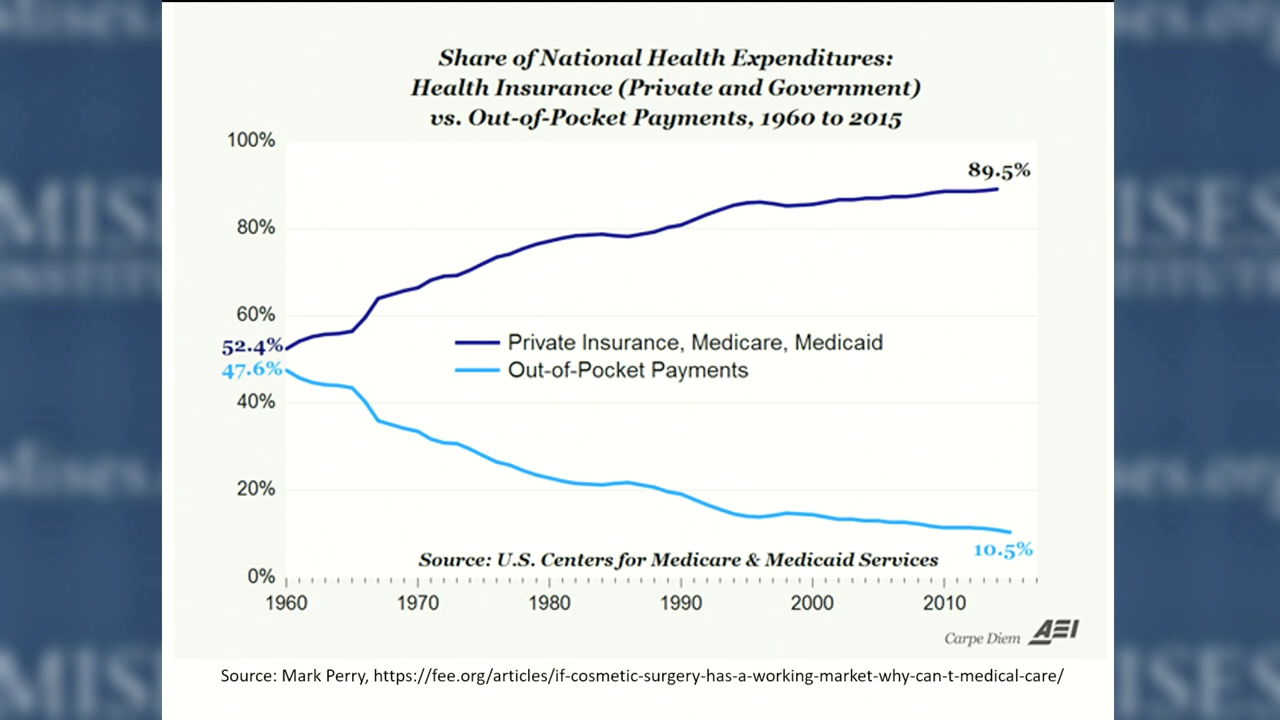 Share of National Health Expenditures:
Health Insurance (Private and Government)
vs. Out-of-Pocket Payments, 1960 to 2015
100%
89.5%
80%
60%
52.4%
Private Insurance, Medicare, Medicaid
47.6%
Out-of-Pocket Payments
40%
20%
10.5%
Source: U.S. Centers for Medicare & Medicaid Services
0%
1960 1970 1980 1990 2000 2010
Carpe Diem AEI
Source: Mark Perry, https://fee.org/articles/if-cosmetic-surgery-has-a-working-market-why-can-t-medical-care/